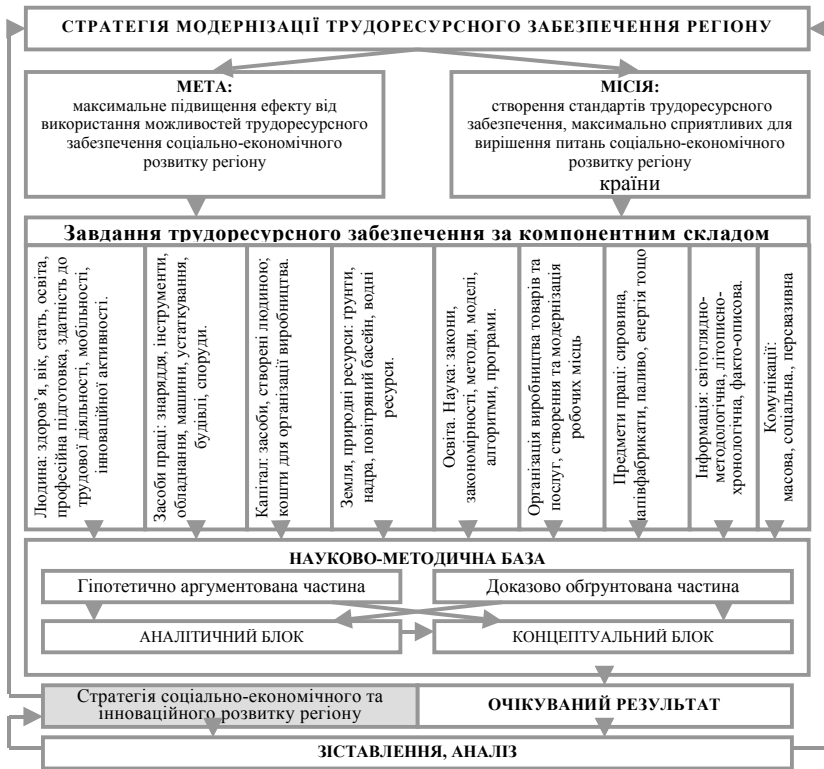 СТРАТЕГІЯ МОДЕРНІЗАЦІЇ ТРУДОРЕСУРСНОГО ЗАБЕЗПЕЧЕННЯ РЕГІОНУ
МЕТА:
максимальне підвищення ефекту від
використання можливостей трудоресурсного
забезпечення соціально-економічного
розвитку регіону
МІСІЯ:
створення стандартів трудоресурсного
забезпечення, максимально сприятливих для
вирішення питань соціально-економічного
розвитку регіону
країни
Завдання трудоресурсного забезпечення за компонентним складом
Людина: здоров’я, вік, стать, освіта,
професійна підготовка, здатність до
трудової діяльності, мобільності,
інноваційної активності.
Засоби праці: знаряддя, інструменти,
обладнання, машини, устаткування,
будівлі, споруди.
Капітал: засоби, створені людиною;
кошти для організації виробництва.
Земля, природні ресурси: ґрунти,
надра, повітряний басейн, водні
ресурси.
Освіта. Наука: закони,
закономірності, методи, моделі,
алгоритми, програми.
Організація виробництва товарів та
послуг, створення та модернізація
робочих місць
Предмети праці: сировина,
напівфабрикати, паливо, енергія тощо
Інформація: світоглядно-
методологічна, літописно-
хронологічна, факто-описова.
Комунікації:
масова, соціальна., персвазивна
НАУКОВО-МЕТОДИЧНА БАЗА
Гіпотетично аргументована частина
Доказово обґрунтована частина
АНАЛІТИЧНИЙ БЛОК
КОНЦЕПТУАЛЬНИЙ БЛОК
Стратегія соціально-економічного та
інноваційного розвитку регіону
ОЧІКУВАНИЙ РЕЗУЛЬТАТ
ЗІСТАВЛЕННЯ, АНАЛІЗ